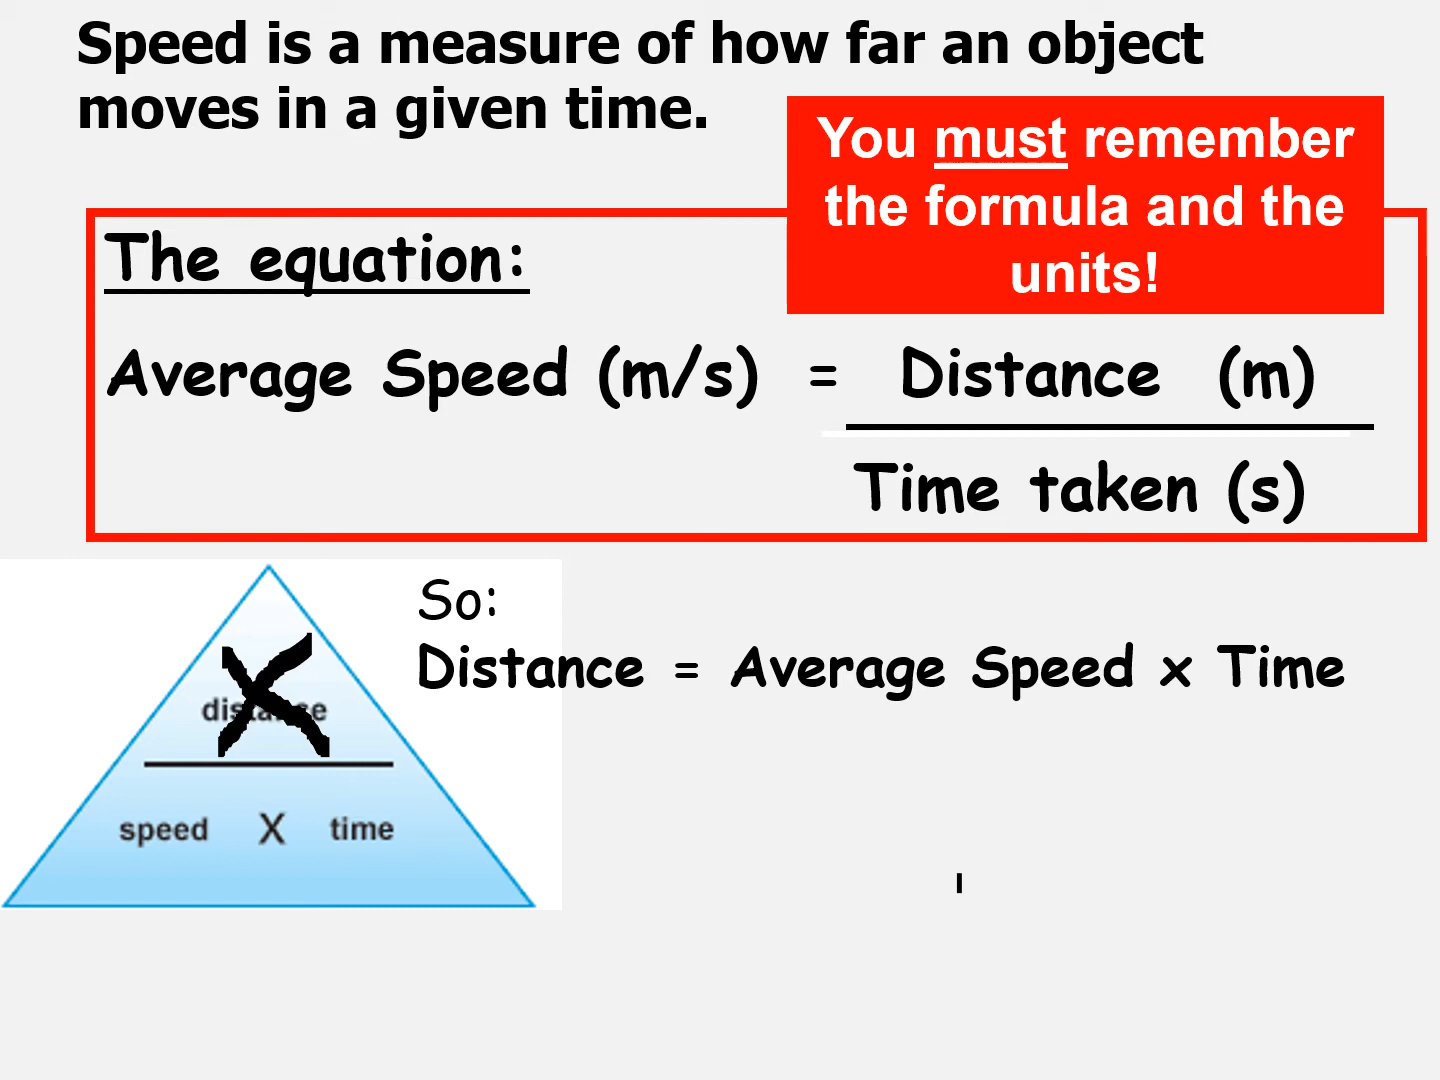 Speed is a measure of how far an object
moves in a given time.
You must remember
the formula and the
units!
The equation:
Average Speed (m/s) = Distance (m)
Time taken (s)
So:
Distance = Average Speed x Time
distance
speed X time